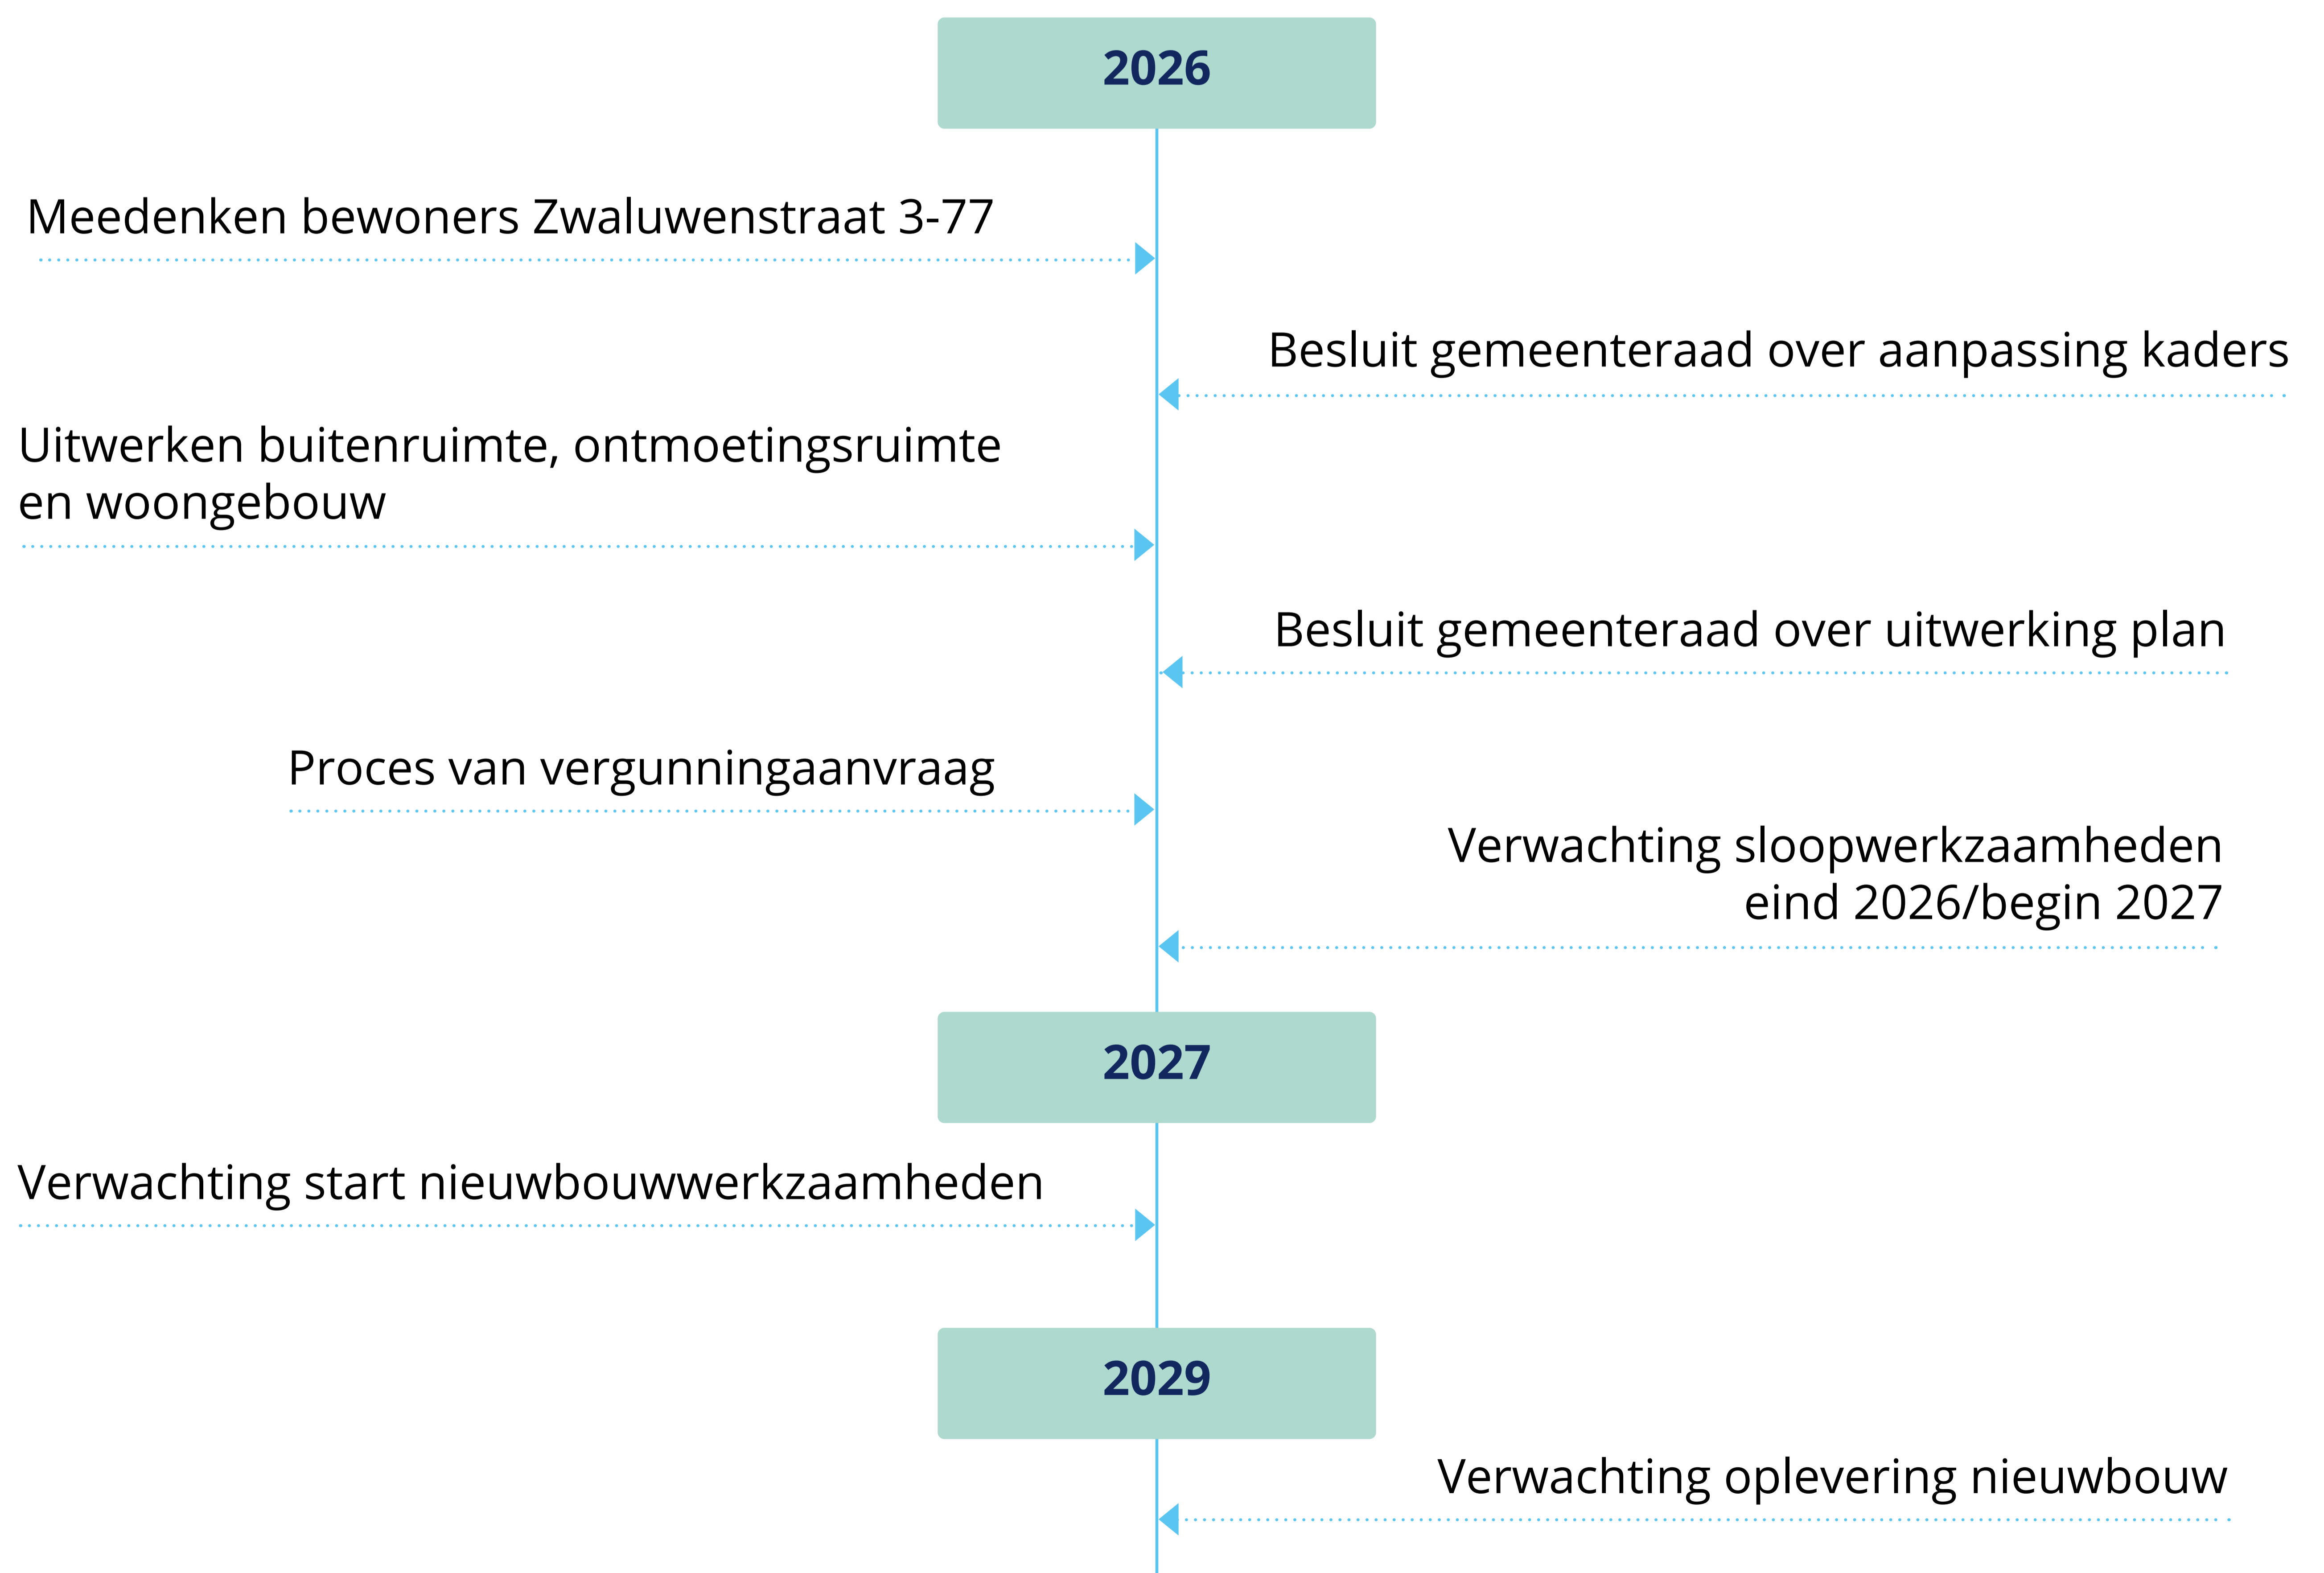 2026
Meedenken bewoners Zwaluwenstraat 3-77
Besluit gemeenteraad over aanpassing kaders
Uitwerken buitenruimte, ontmoetingsruimte
en woongebouw
Besluit gemeenteraad over uitwerking plan
Proces van vergunningaanvraag
Verwachting sloopwerkzaamheden
eind 2026/begin 2027
2027
Verwachting start nieuwbouwwerkzaamheden
2029
Verwachting oplevering nieuwbouw